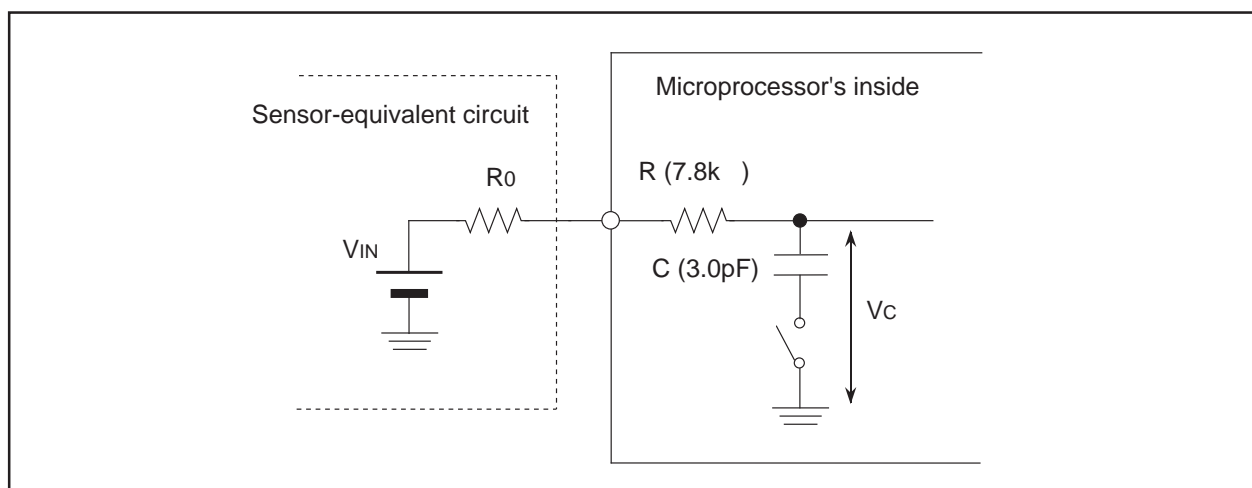 Microprocessor's inside
Sensor-equivalent circuit
R0
R (7.8k )
VIN
C (3.0pF)
VC